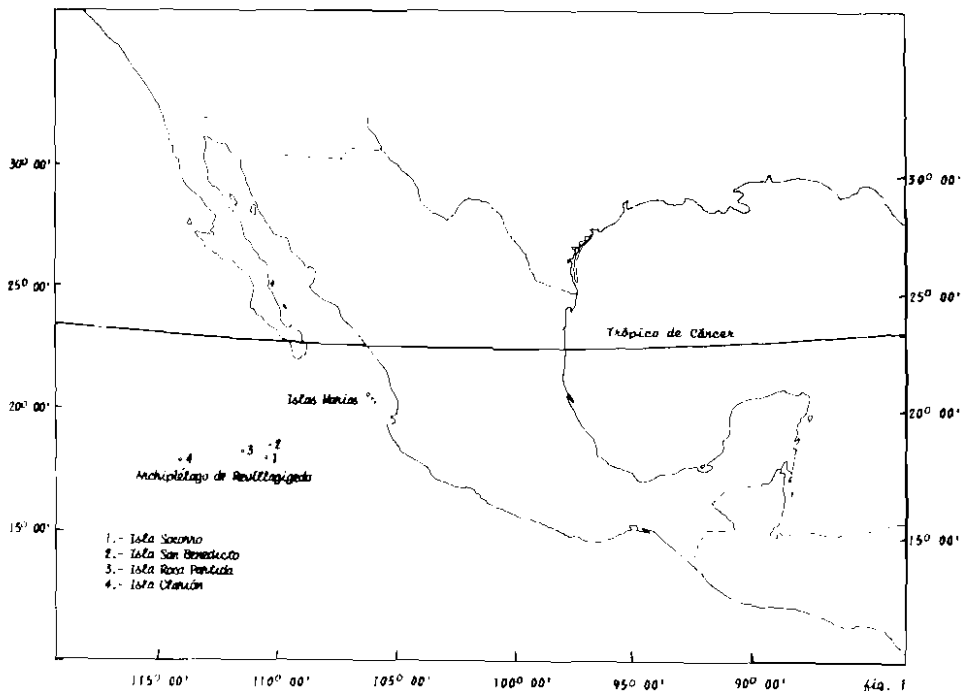 30° 00'
30° 00'
25° 00'
25° 00'
Trópico de Cáncer
Islas Marías
20° 00'
20° 00'
4
3
2
1
Archipiélago de Revillagigedo
15° 00'
15° 00'
1.- Isla Socorro
2.- Isla San Benedicto
3.- Isla Roca Partida
4.- Isla Clarión
115° 00'
110° 00'
105° 00'
100° 00'
95° 00'
90° 00'
fig. 1